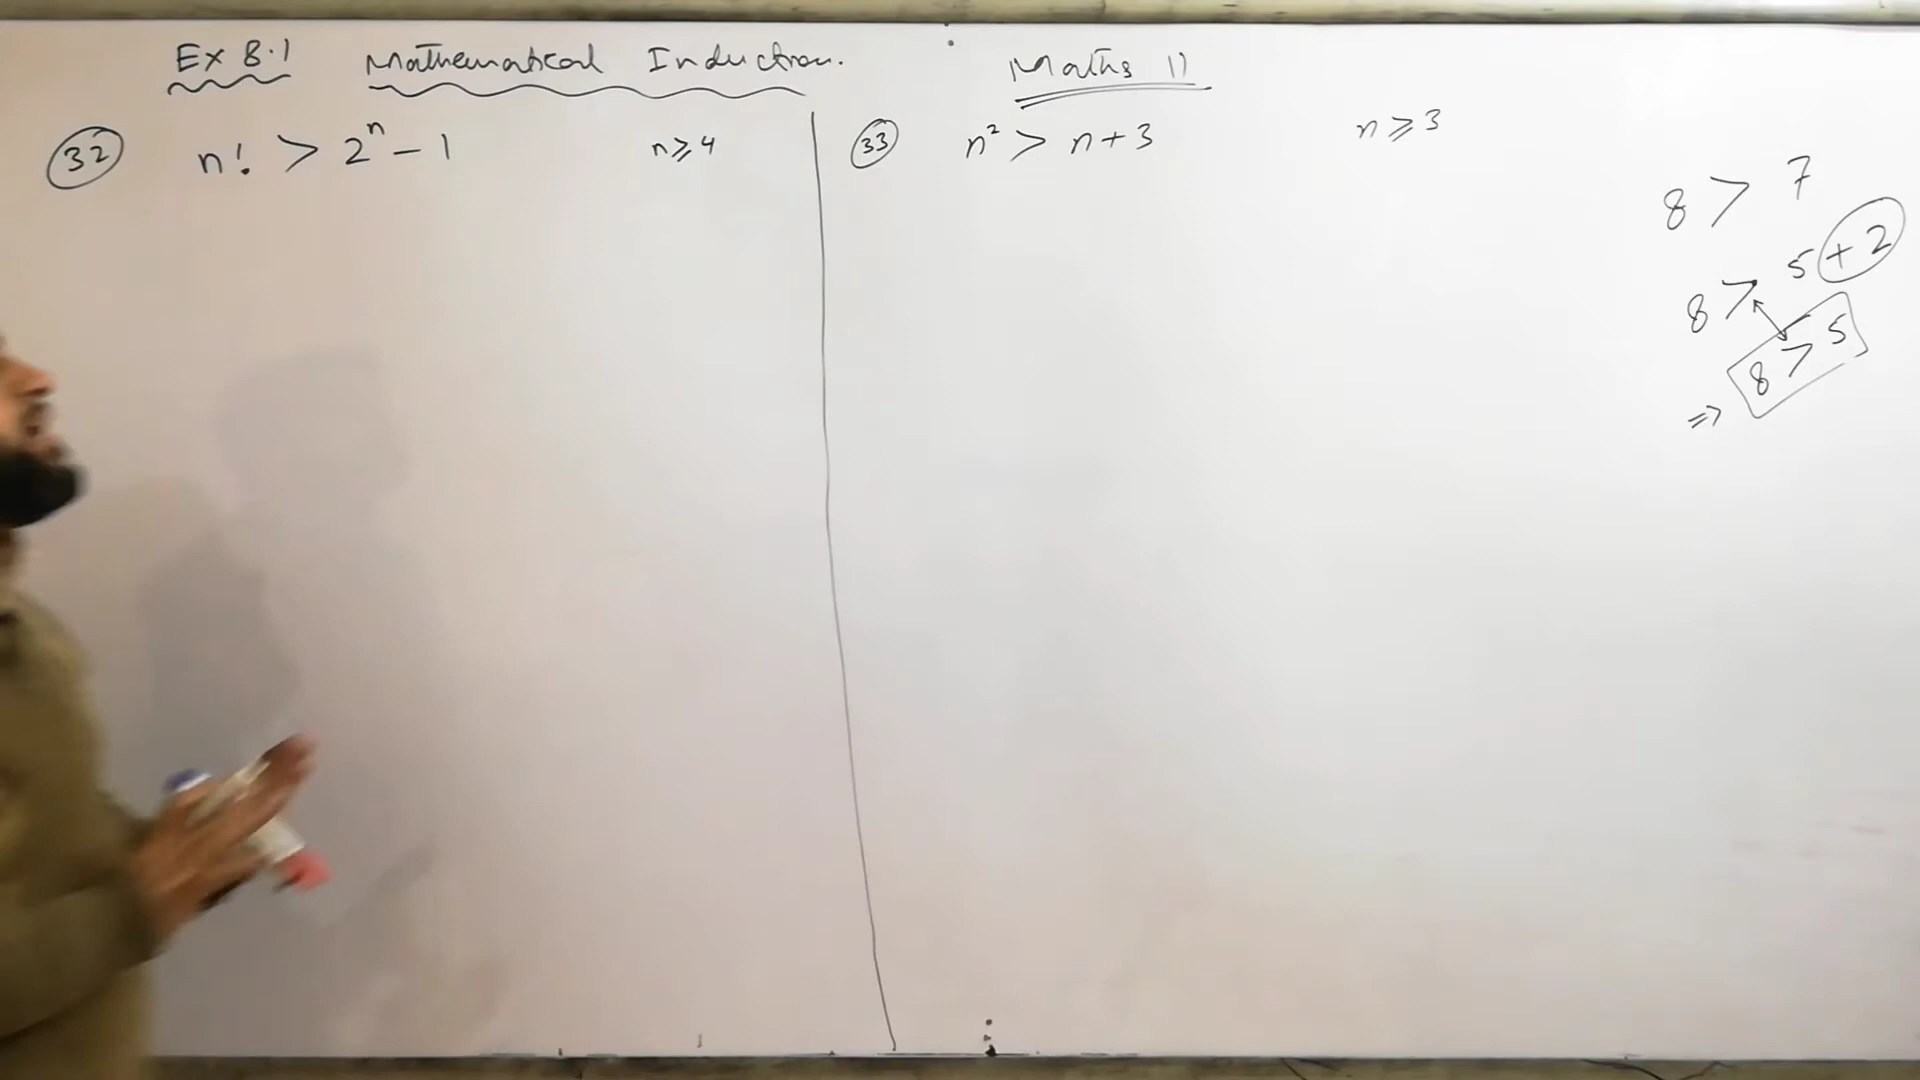 Ex 8.1 Mathematical Induction. Maths 11
32 n! > 2^n - 1 n ≥ 4
33 n² > n + 3 n ≥ 3
8 > 7
8 > 5 + 2
⇒ 8 > 5